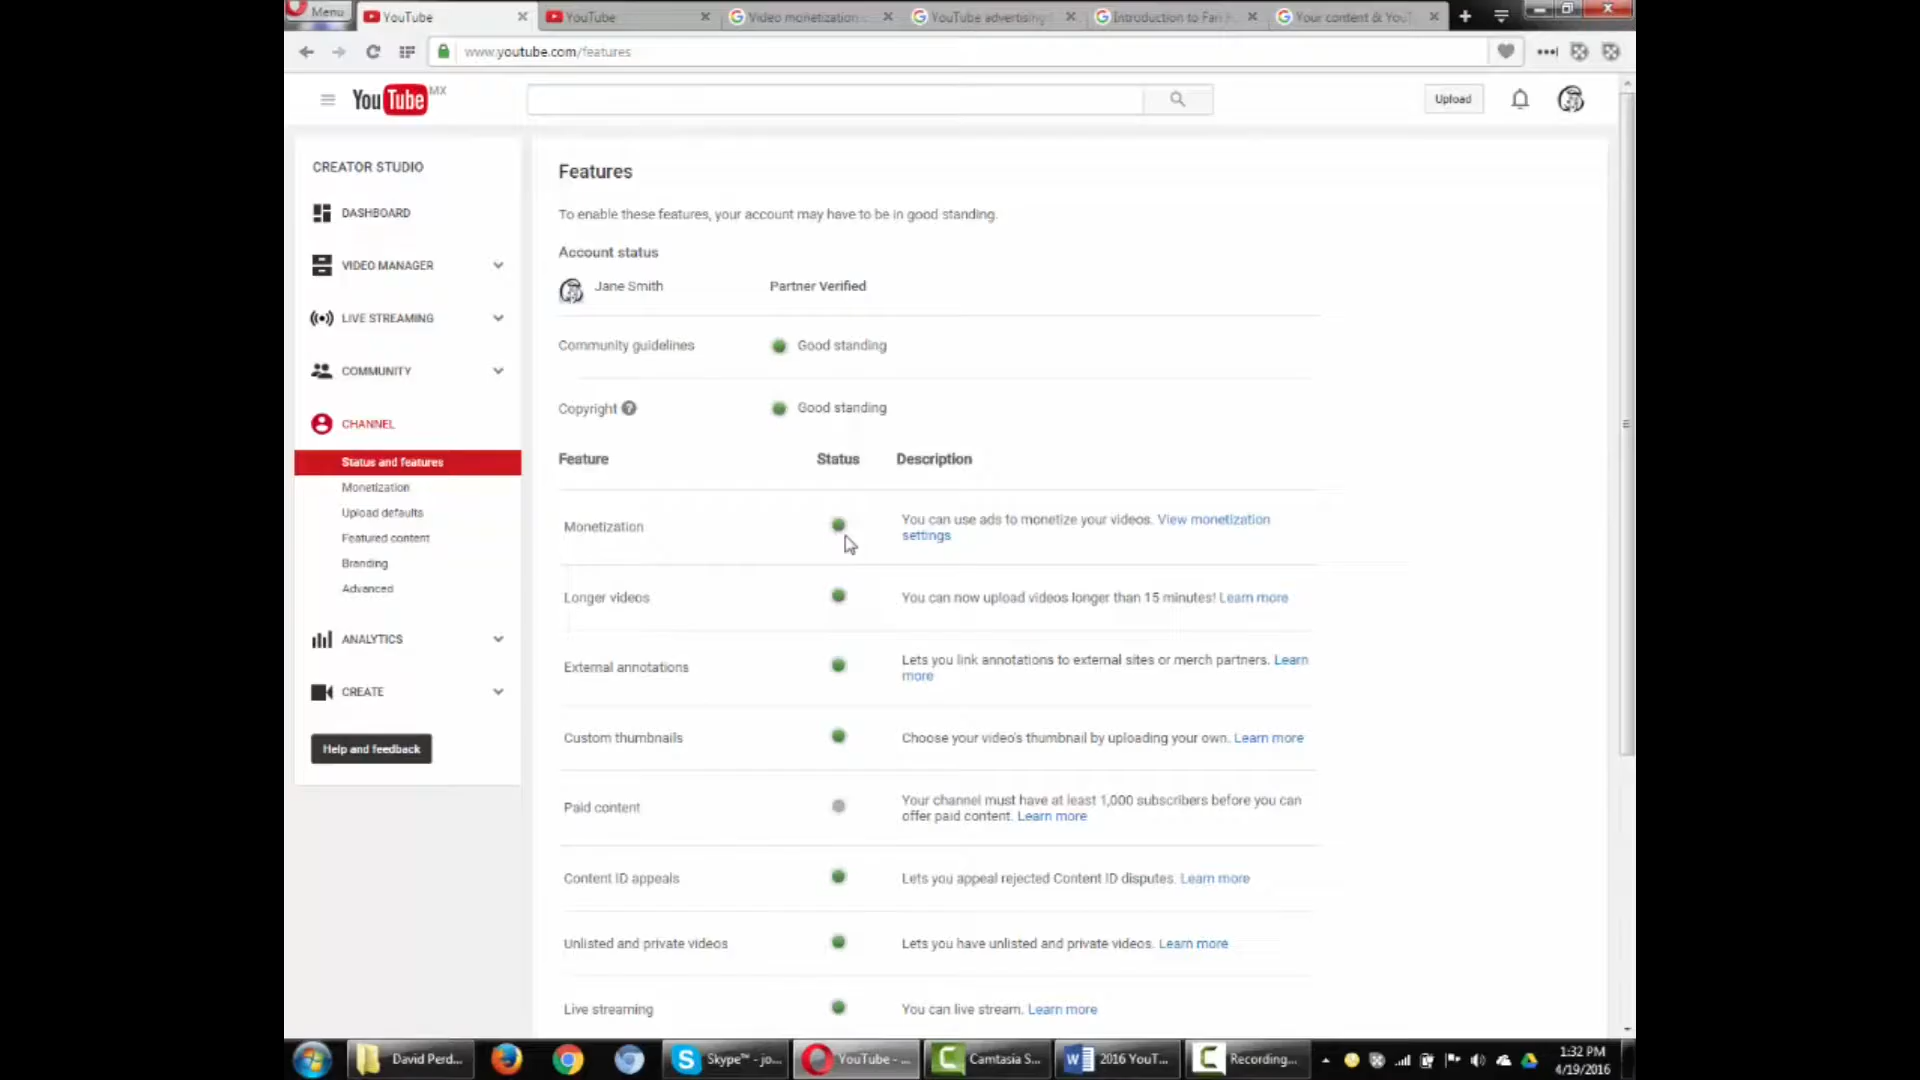 Menu
YouTube
YouTube
Video monetization
YouTube advertising
Introduction to Fan
Your content & YouT
www.youtube.com/features
YouTube MX
Upload
CREATOR STUDIO
DASHBOARD
VIDEO MANAGER
LIVE STREAMING
COMMUNITY
CHANNEL
Status and features
Monetization
Upload defaults
Featured content
Branding
Advanced
ANALYTICS
CREATE
Help and feedback
Features
To enable these features, your account may have to be in good standing.
Account status
Jane Smith Partner Verified
Community guidelines Good standing
Copyright ? Good standing
Feature Status Description
Monetization You can use ads to monetize your videos. View monetization
settings
Longer videos You can now upload videos longer than 15 minutes! Learn more
External annotations Lets you link annotations to external sites or merch partners. Learn
more
Custom thumbnails Choose your video's thumbnail by uploading your own. Learn more
Paid content Your channel must have at least 1,000 subscribers before you can
offer paid content. Learn more
Content ID appeals Lets you appeal rejected Content ID disputes. Learn more
Unlisted and private videos Lets you have unlisted and private videos. Learn more
Live streaming You can live stream. Learn more
David Perd...
Skype™ - jo...
YouTube - ...
Camtasia S...
2016 YouT...
Recording...
1:32 PM
4/19/2016